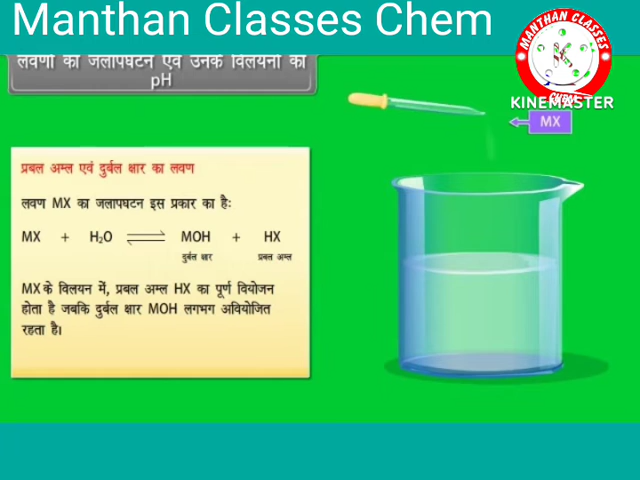 Manthan Classes Chem
MANTHAN CLASSES
K
CHEM
KINEMASTER
लवणों का जलापघटन एवं उनके विलयनों का
pH
MX
प्रबल अम्ल एवं दुर्बल क्षार का लवण
लवण MX का जलापघटन इस प्रकार का है:
MX + H₂O ⇌ MOH + HX
दुर्बल क्षार प्रबल अम्ल
MX के विलयन में, प्रबल अम्ल HX का पूर्ण वियोजन
होता है जबकि दुर्बल क्षार MOH लगभग अवियोजित
रहता है।